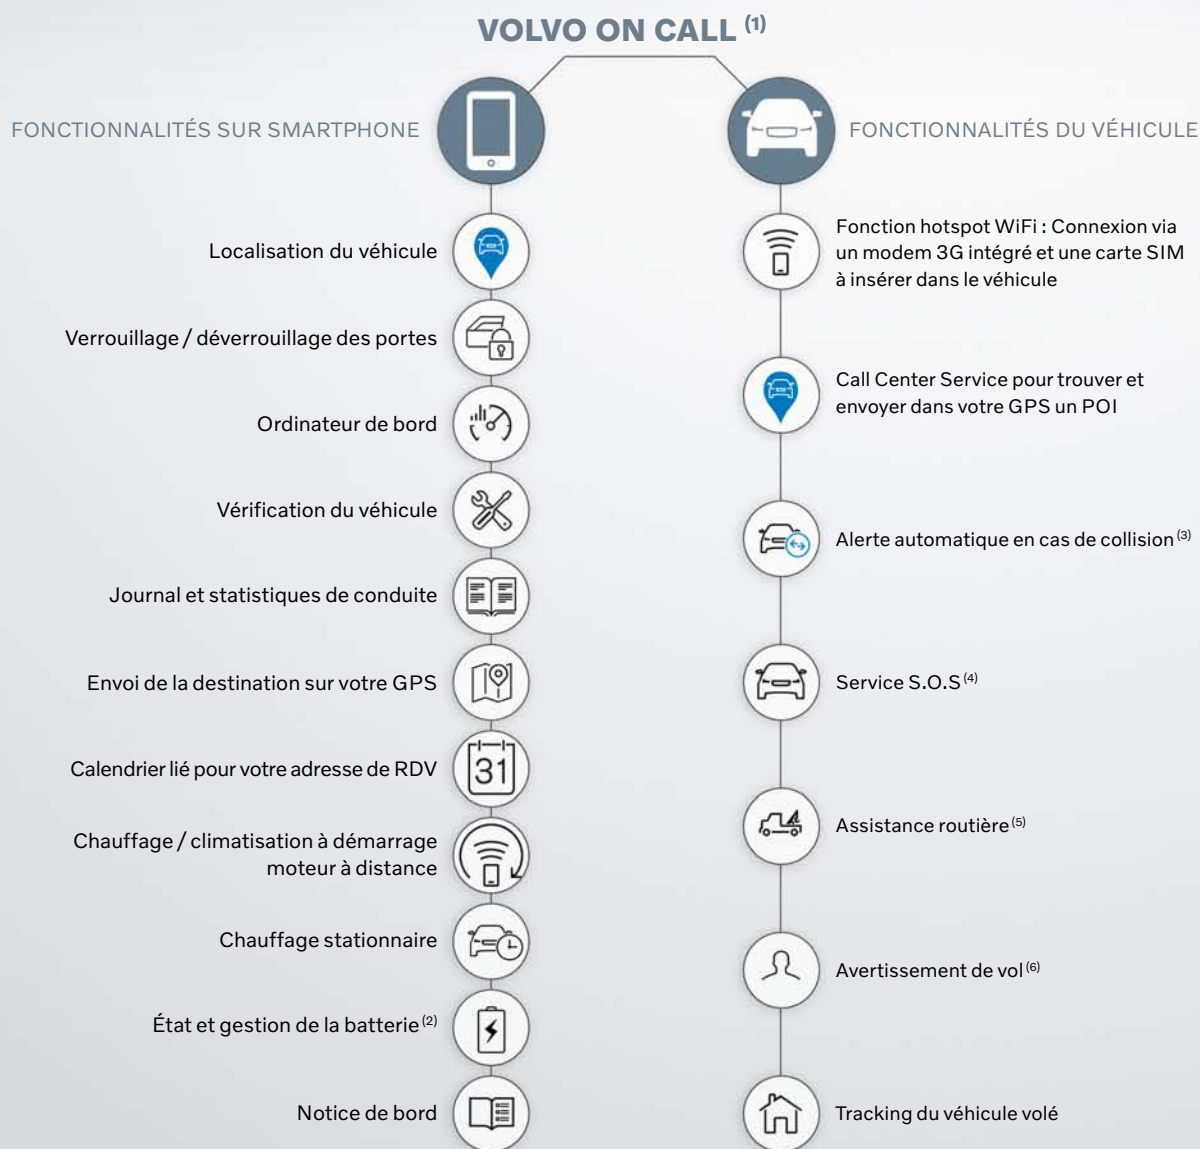 VOLVO ON CALL (1)
FONCTIONNALITÉS SUR SMARTPHONE
Localisation du véhicule
Verrouillage / déverrouillage des portes
Ordinateur de bord
Vérification du véhicule
Journal et statistiques de conduite
Envoi de la destination sur votre GPS
31
Calendrier lié pour votre adresse de RDV
Chauffage / climatisation à démarrage
moteur à distance
Chauffage stationnaire
État et gestion de la batterie (2)
Notice de bord
FONCTIONNALITÉS DU VÉHICULE
Fonction hotspot WiFi : Connexion via
un modem 3G intégré et une carte SIM
à insérer dans le véhicule
Call Center Service pour trouver et
envoyer dans votre GPS un POI
Alerte automatique en cas de collision (3)
Service S.O.S (4)
Assistance routière (5)
Avertissement de vol (6)
Tracking du véhicule volé